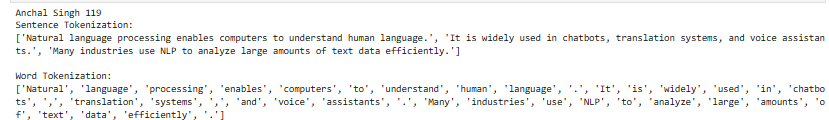 Anchal Singh 119
Sentence Tokenization:
['Natural language processing enables computers to understand human language.', 'It is widely used in chatbots, translation systems, and voice assistan
ts.', 'Many industries use NLP to analyze large amounts of text data efficiently.']
Word Tokenization:
['Natural', 'language', 'processing', 'enables', 'computers', 'to', 'understand', 'human', 'language', '.', 'It', 'is', 'widely', 'used', 'in', 'chatbo
ts', ',', 'translation', 'systems', ',', 'and', 'voice', 'assistants', '.', 'Many', 'industries', 'use', 'NLP', 'to', 'analyze', 'large', 'amounts', 'o
f', 'text', 'data', 'efficiently', '.']